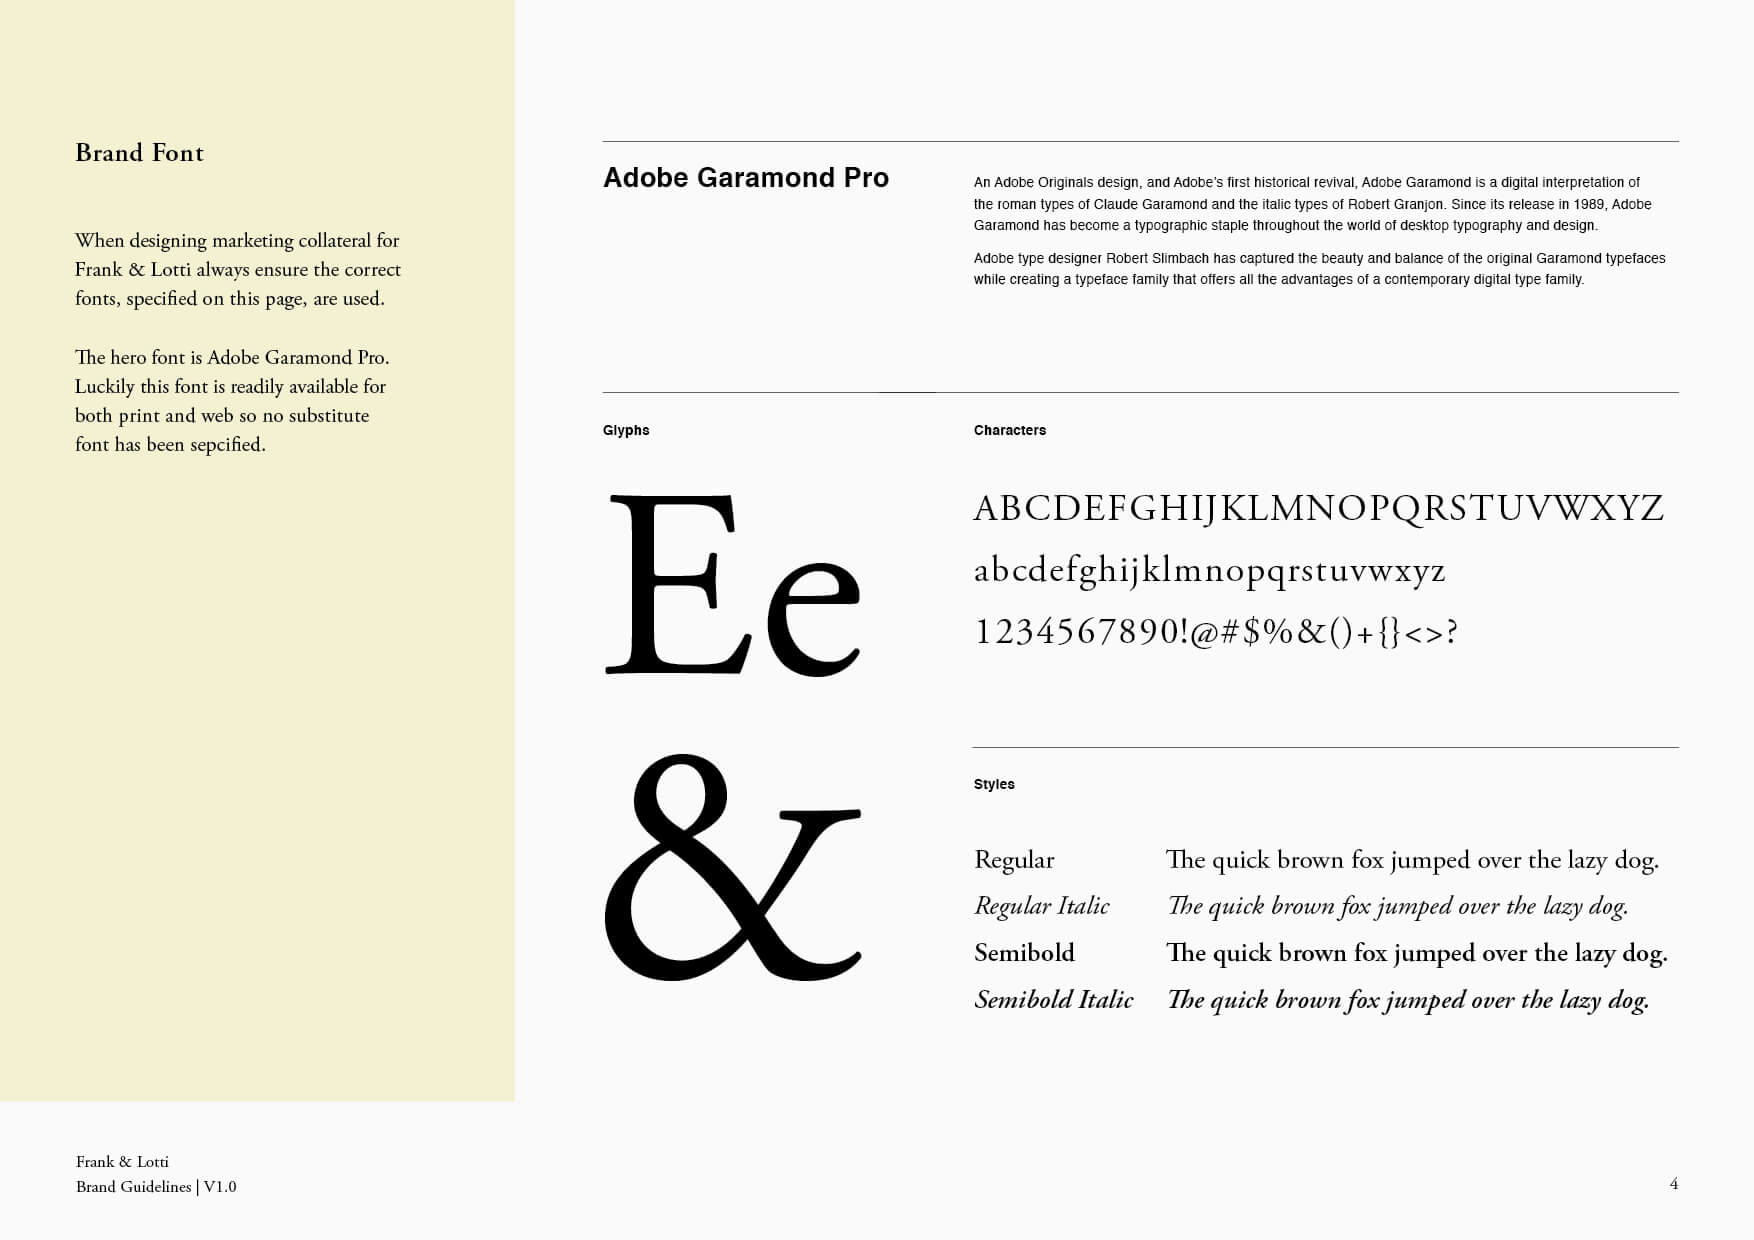 Brand Font
When designing marketing collateral for
Frank & Lotti always ensure the correct
fonts, specified on this page, are used.
The hero font is Adobe Garamond Pro.
Luckily this font is readily available for
both print and web so no substitute
font has been sepcified.
Adobe Garamond Pro
An Adobe Originals design, and Adobe’s first historical revival, Adobe Garamond is a digital interpretation of
the roman types of Claude Garamond and the italic types of Robert Granjon. Since its release in 1989, Adobe
Garamond has become a typographic staple throughout the world of desktop typography and design.
Adobe type designer Robert Slimbach has captured the beauty and balance of the original Garamond typefaces
while creating a typeface family that offers all the advantages of a contemporary digital type family.
Glyphs
Ee
&
Characters
ABCDEFGHIJKLMNOPQRSTUVWXYZ
abcdefghijklmnopqrstuvwxyz
1234567890!@#$%&()+{}<>?
Styles
Regular The quick brown fox jumped over the lazy dog.
Regular Italic The quick brown fox jumped over the lazy dog.
Semibold The quick brown fox jumped over the lazy dog.
Semibold Italic The quick brown fox jumped over the lazy dog.
Frank & Lotti
Brand Guidelines | V1.0
4